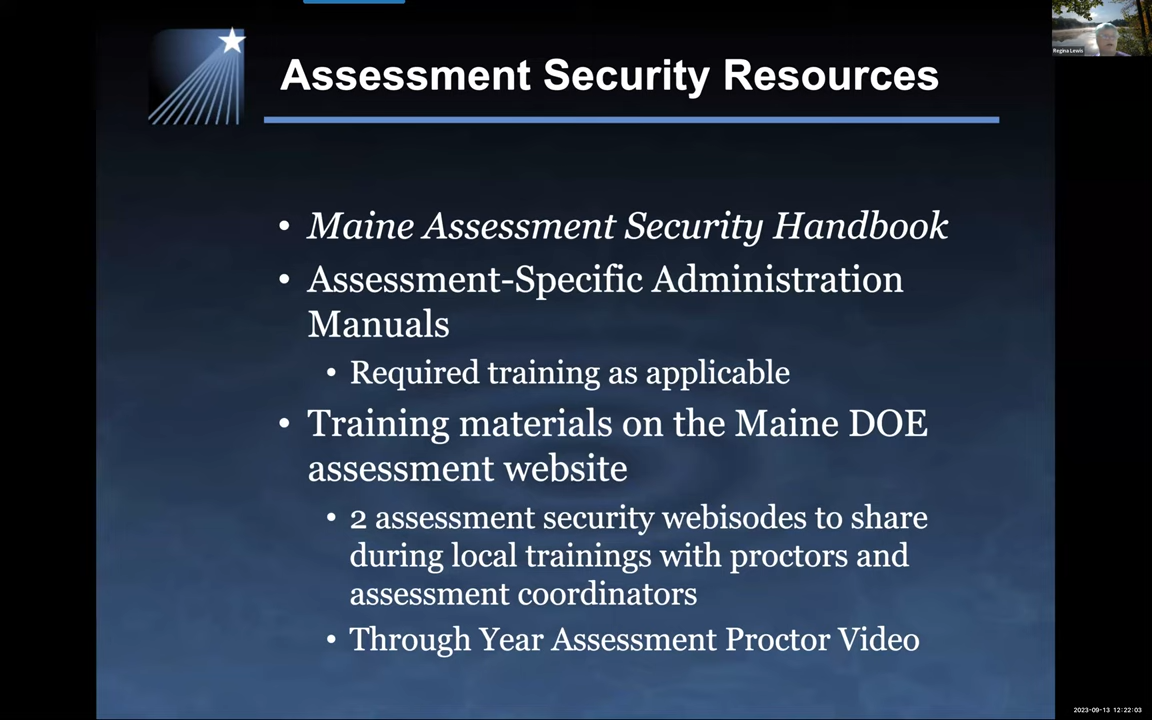 Assessment Security Resources
Regina Lewis
• Maine Assessment Security Handbook
• Assessment-Specific Administration
Manuals
• Required training as applicable
• Training materials on the Maine DOE
assessment website
• 2 assessment security webisodes to share
during local trainings with proctors and
assessment coordinators
• Through Year Assessment Proctor Video
2023-09-13 12:22:03